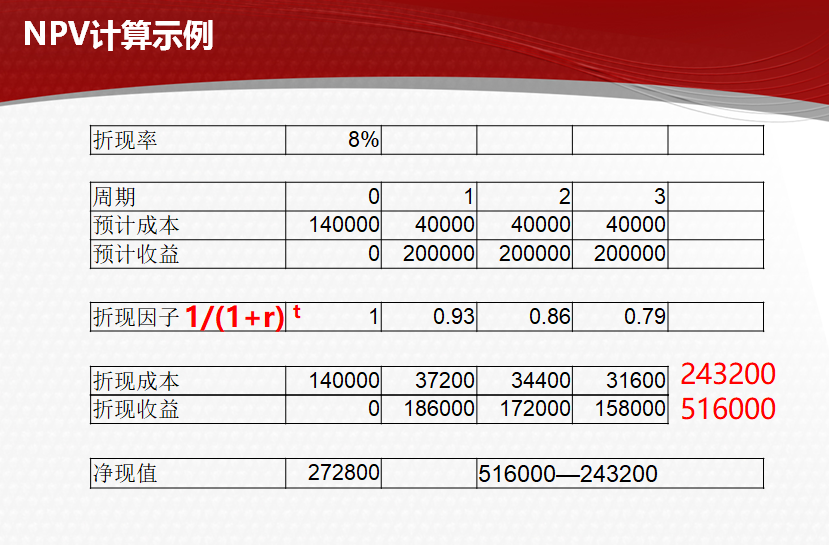 NPV计算示例
折现率 8%
周期 0 1 2 3
预计成本 140000 40000 40000 40000
预计收益 0 200000 200000 200000
折现因子 1/(1+r) t 1 0.93 0.86 0.79
折现成本 140000 37200 34400 31600 243200
折现收益 0 186000 172000 158000 516000
净现值 272800 516000—243200